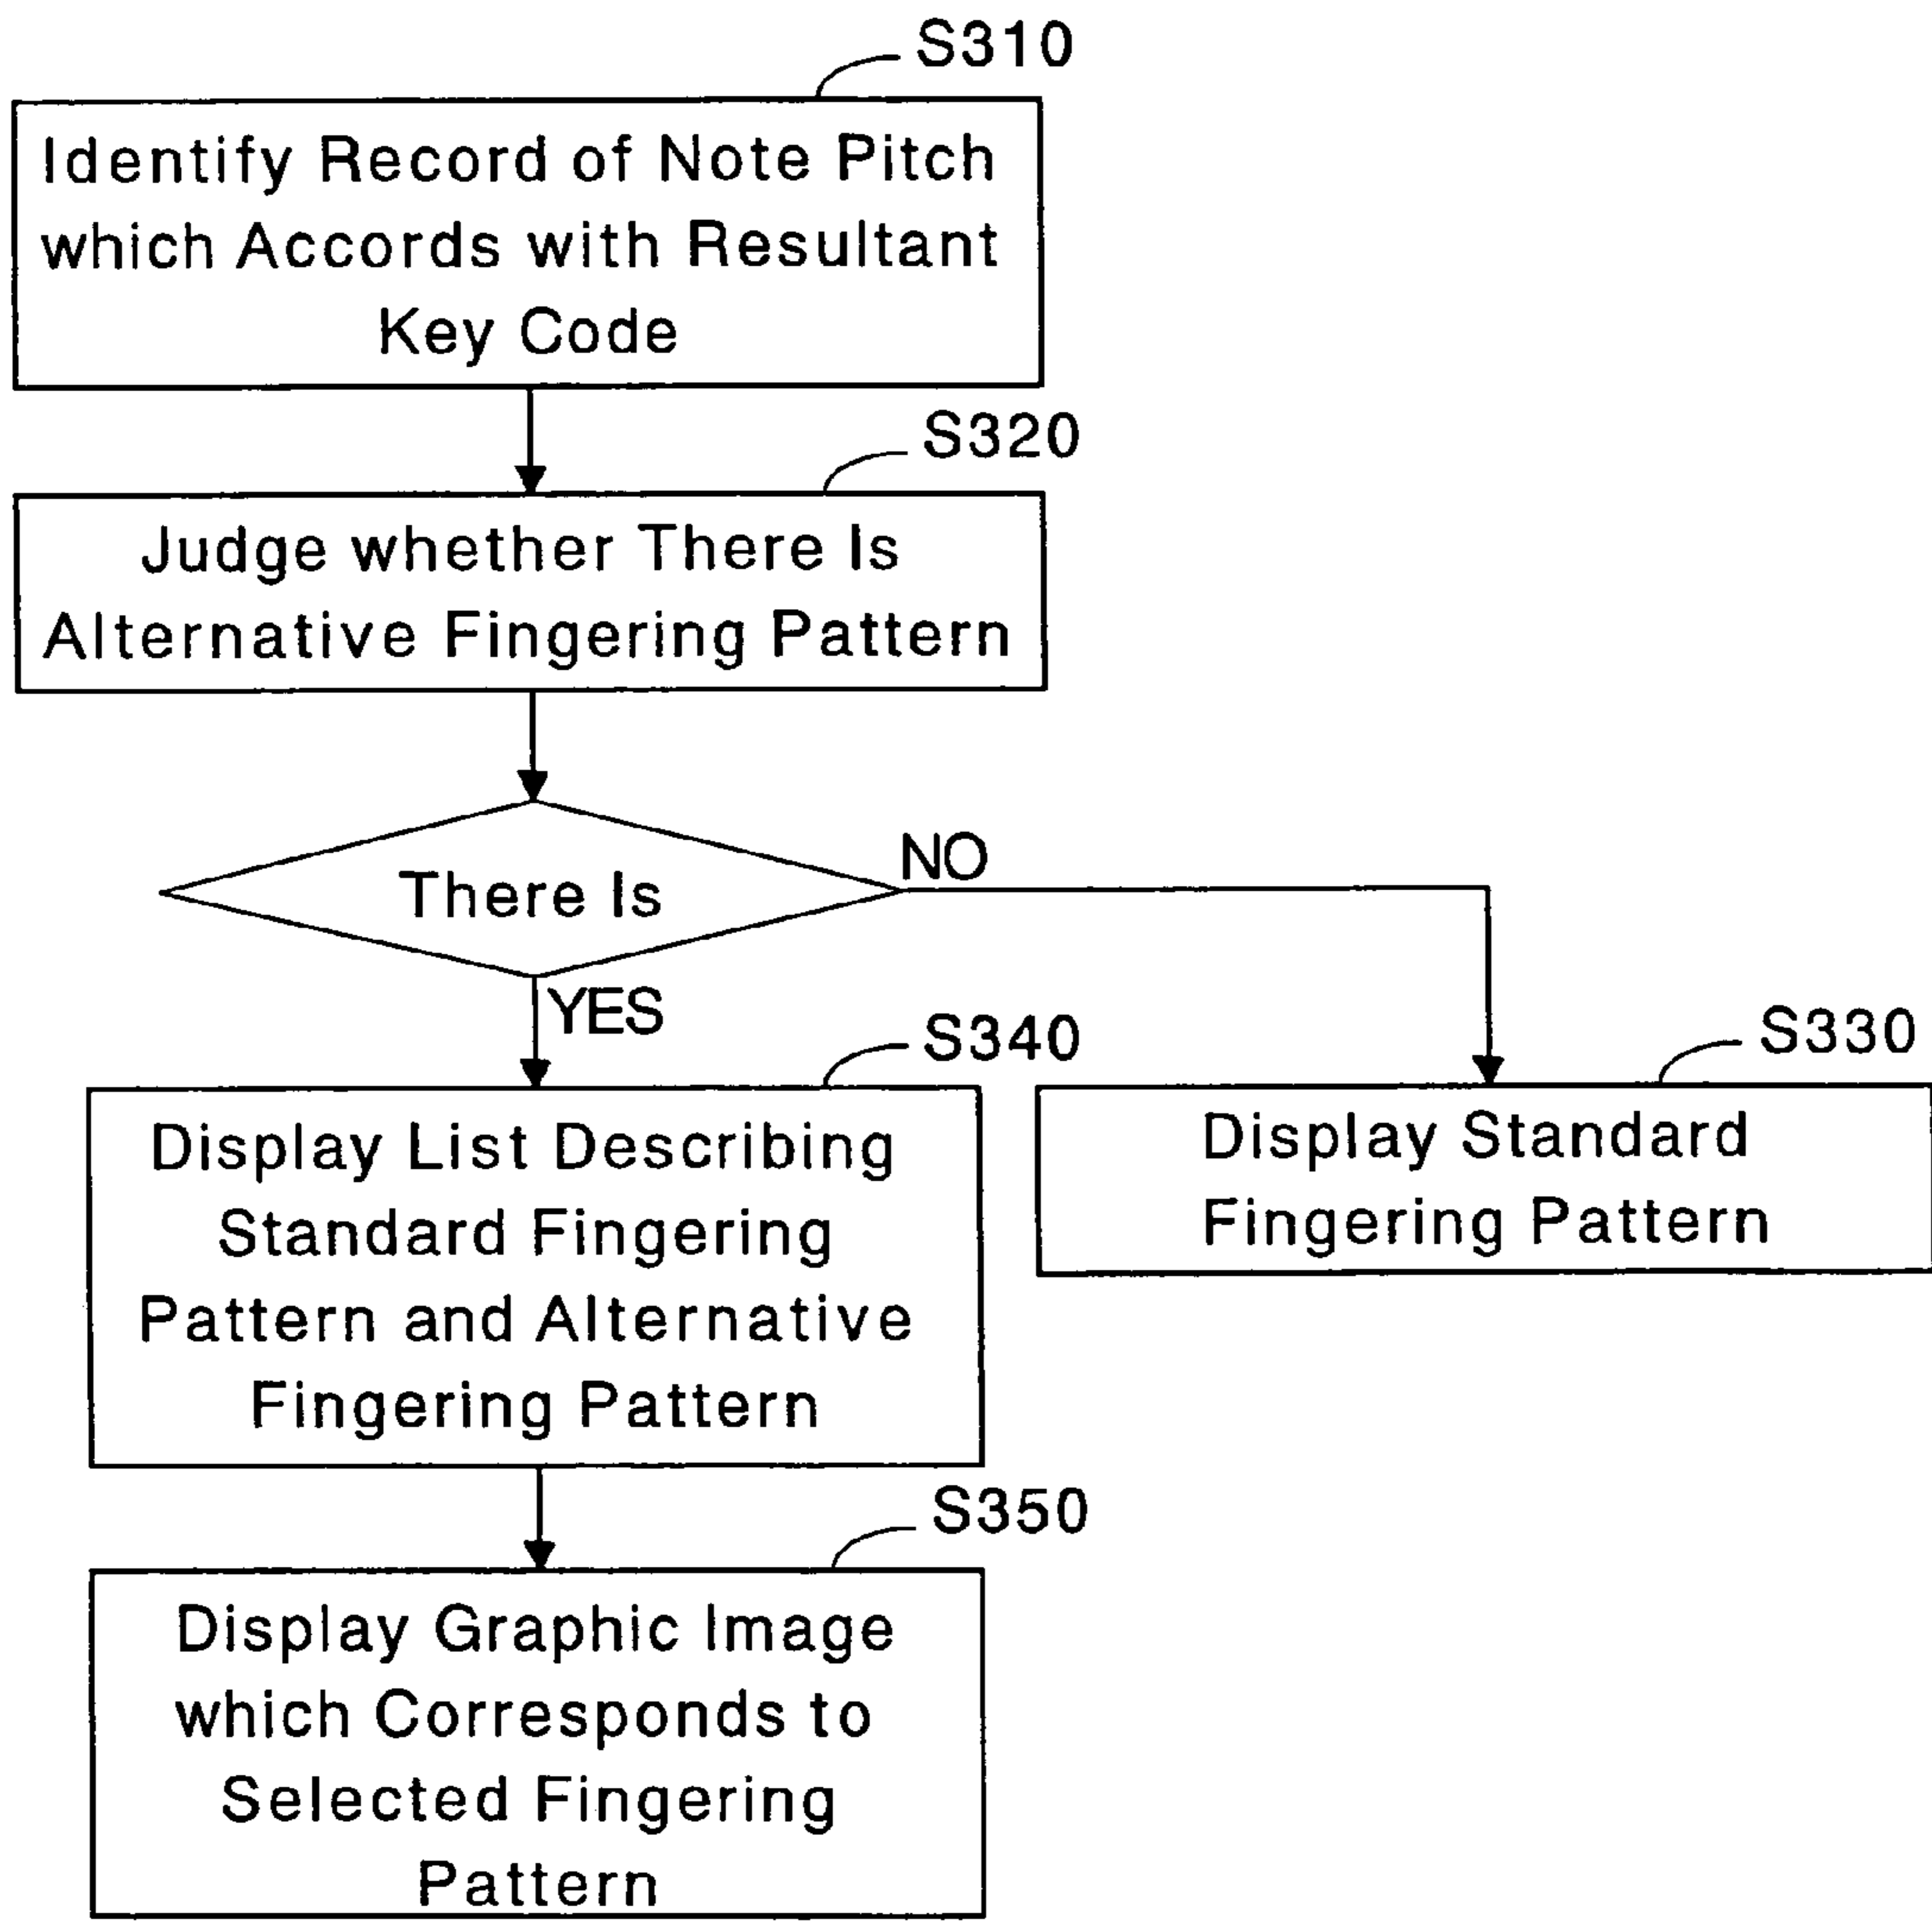 S310
Identify Record of Note Pitch
which Accords with Resultant
Key Code
S320
Judge whether There Is
Alternative Fingering Pattern
There Is
NO
YES
S340
Display List Describing
Standard Fingering
Pattern and Alternative
Fingering Pattern
S330
Display Standard
Fingering Pattern
S350
Display Graphic Image
which Corresponds to
Selected Fingering
Pattern